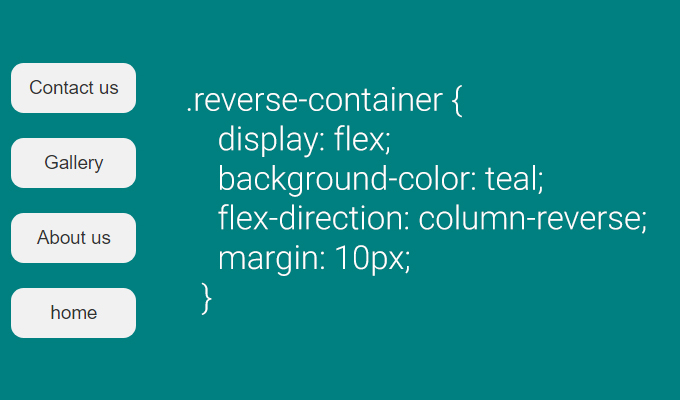 Contact us
Gallery
About us
home
.reverse-container {
display: flex;
background-color: teal;
flex-direction: column-reverse;
margin: 10px;
}